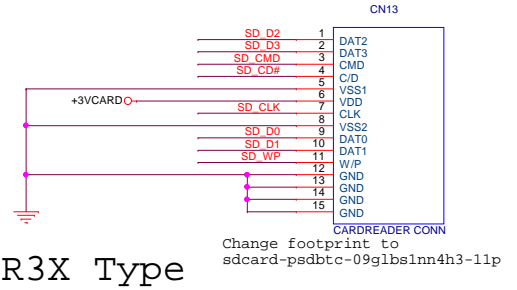 CN13
SD_D2 1 DAT2
SD_D3 2 DAT3
SD_CMD 3 CMD
SD_CD# 4 C/D
5 VSS1
+3VCARD 6 VDD
SD_CLK 7 CLK
8 VSS2
SD_D0 9 DAT0
SD_D1 10 DAT1
SD_WP 11 W/P
12 GND
13 GND
14 GND
15 GND
CARDREADER CONN
Change footprint to
sdcard-psdbtc-09glbs1nn4h3-11p
R3X Type